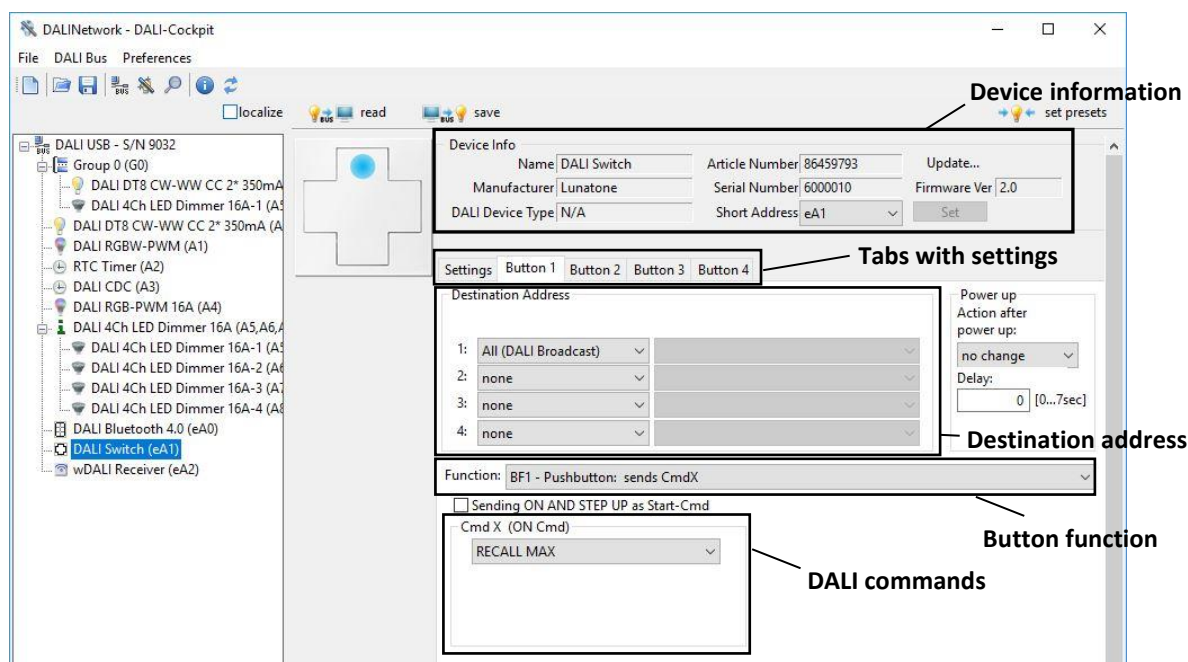 DALINetwork - DALI-Cockpit
File DALI Bus Preferences
BUS
localize
BUS read
BUS save
Device information
set presets
DALI USB - S/N 9032
Group 0 (G0)
DALI DT8 CW-WW CC 2* 350mA
DALI 4Ch LED Dimmer 16A-1 (A5
DALI DT8 CW-WW CC 2* 350mA (A
DALI RGBW-PWM (A1)
RTC Timer (A2)
DALI CDC (A3)
DALI RGB-PWM 16A (A4)
DALI 4Ch LED Dimmer 16A (A5,A6,A
DALI 4Ch LED Dimmer 16A-1 (A5
DALI 4Ch LED Dimmer 16A-2 (A6
DALI 4Ch LED Dimmer 16A-3 (A7
DALI 4Ch LED Dimmer 16A-4 (A8
DALI Bluetooth 4.0 (eA0)
DALI Switch (eA1)
wDALI Receiver (eA2)
Device Info
Name DALI Switch Article Number 86459793 Update...
Manufacturer Lunatone Serial Number 6000010 Firmware Ver 2.0
DALI Device Type N/A Short Address eA1 Set
Tabs with settings
Settings Button 1 Button 2 Button 3 Button 4
Destination Address
1: All (DALI Broadcast)
2: none
3: none
4: none
Power up
Action after
power up:
no change
Delay:
0 [0...7sec]
Destination address
Function: BF1 - Pushbutton: sends CmdX
Sending ON AND STEP UP as Start-Cmd
Button function
Cmd X (ON Cmd)
RECALL MAX
DALI commands